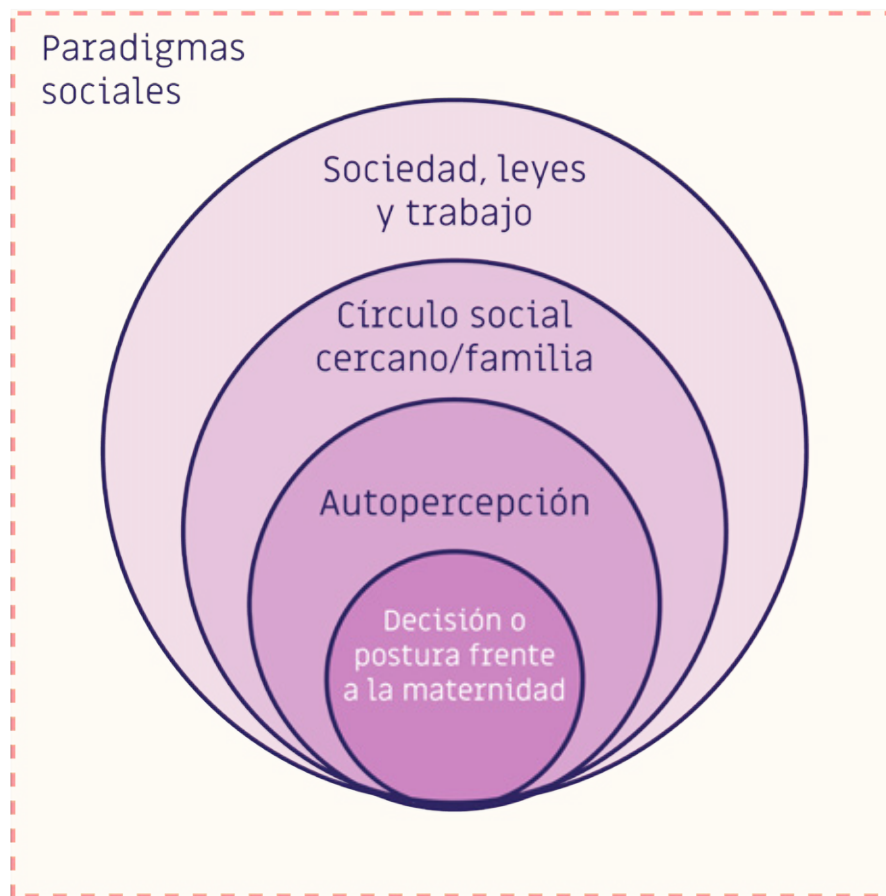 Paradigmas
sociales
Sociedad, leyes
y trabajo
Círculo social
cercano/familia
Autopercepción
Decisión o
postura frente
a la maternidad